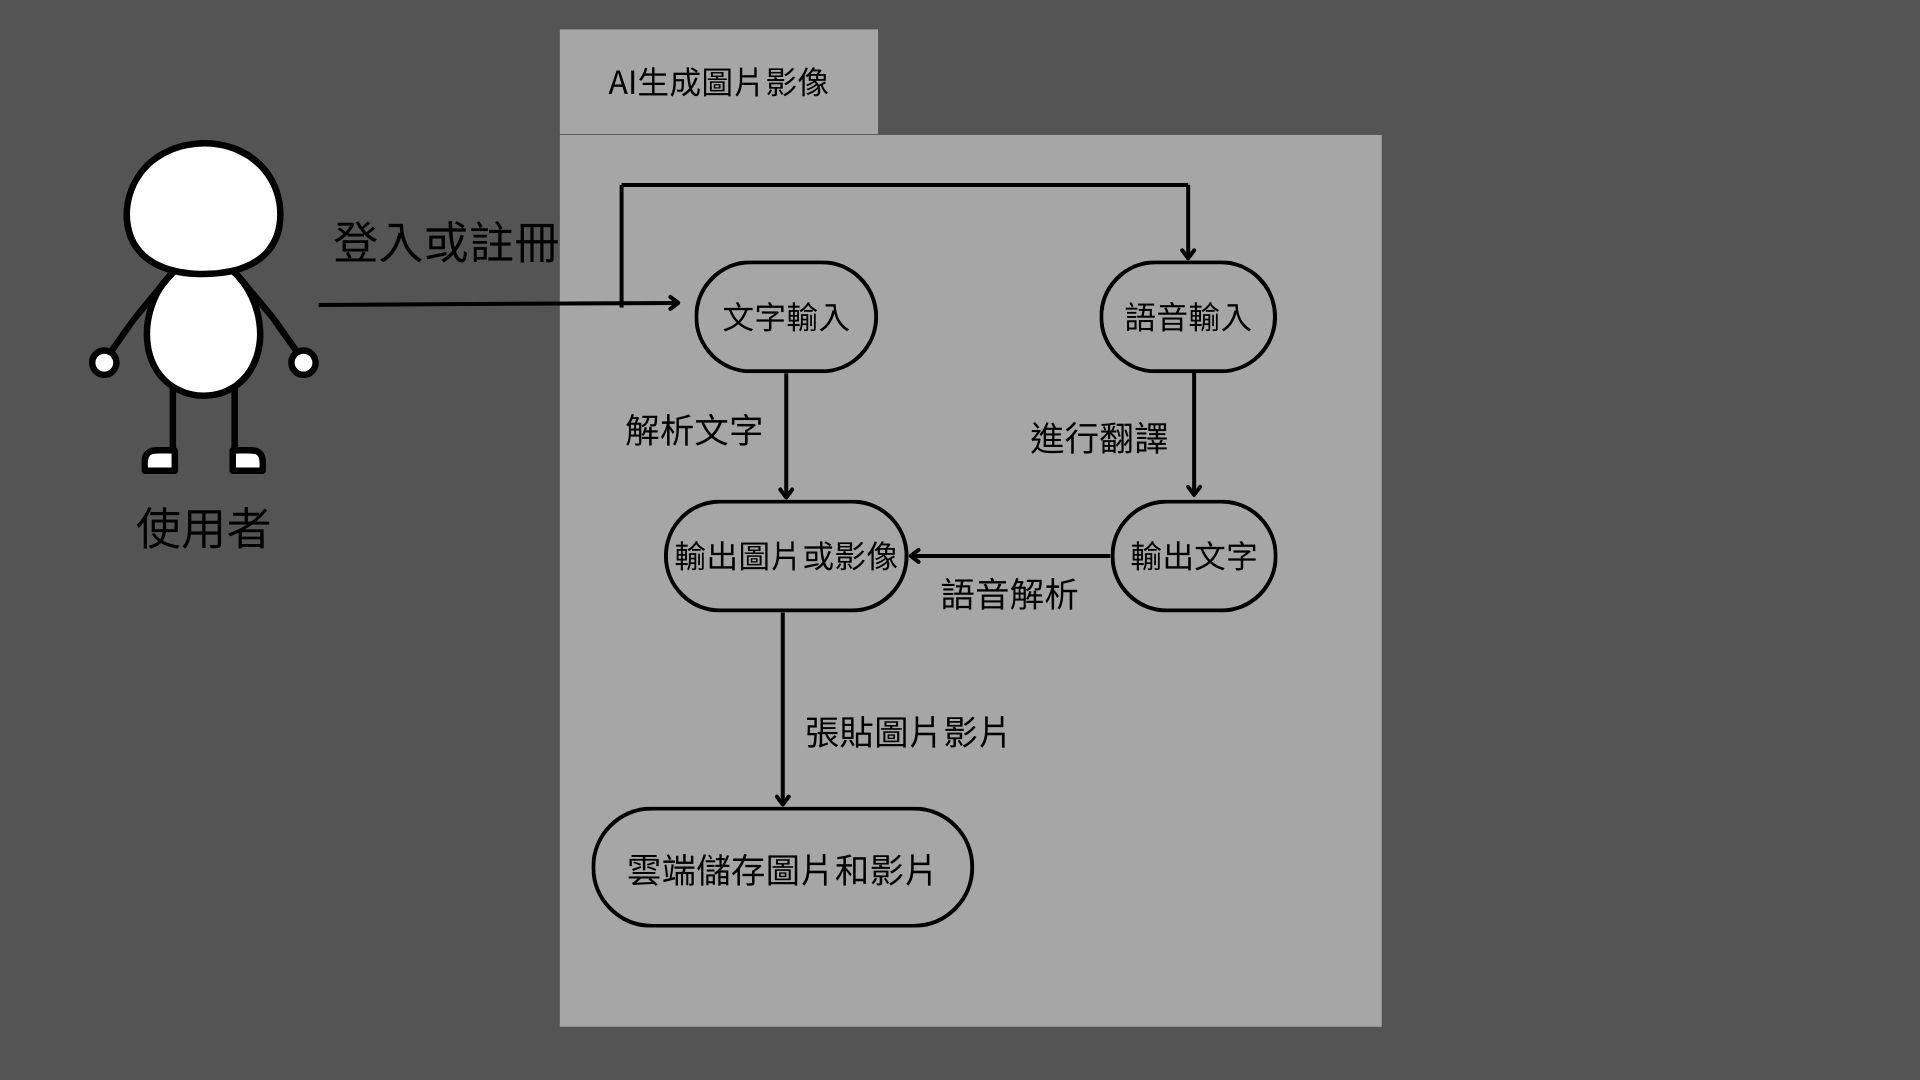 AI生成圖片影像
登入或註冊
文字輸入
語音輸入
解析文字
進行翻譯
使用者
輸出圖片或影像
輸出文字
語音解析
張貼圖片影片
雲端儲存圖片和影片